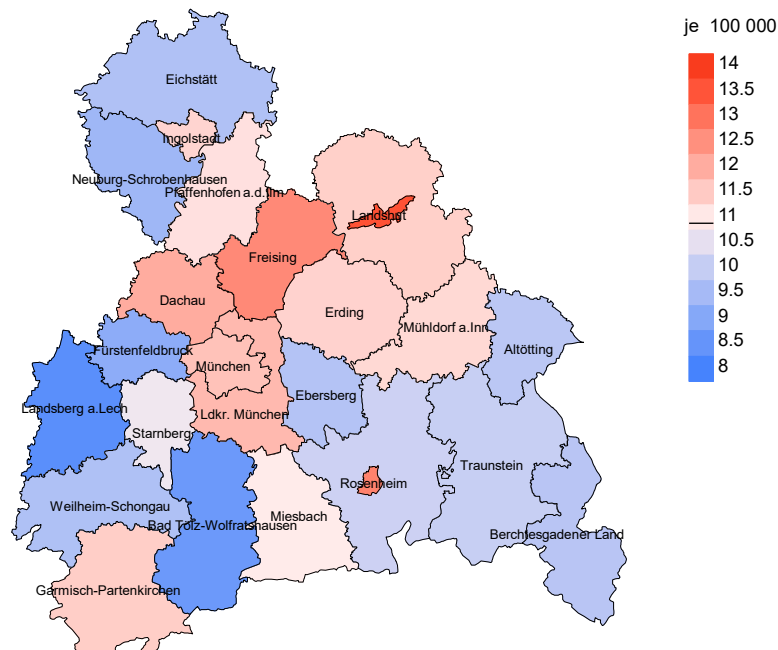 je 100 000
14
13.5
13
12.5
12
11.5
11
10.5
10
9.5
9
8.5
8
Eichstätt
Ingolstadt
Neuburg-Schrobenhausen
Pfaffenhofen a.d.Ilm
Landshut
Freising
Dachau
Erding
Mühldorf a.Inn
Fürstenfeldbruck
Altötting
München
Ebersberg
Landsberg a.Lech
Ldkr. München
Starnberg
Traunstein
Rosenheim
Weilheim-Schongau
Miesbach
Bad Tölz-Wolfratshausen
Berchtesgadener Land
Garmisch-Partenkirchen